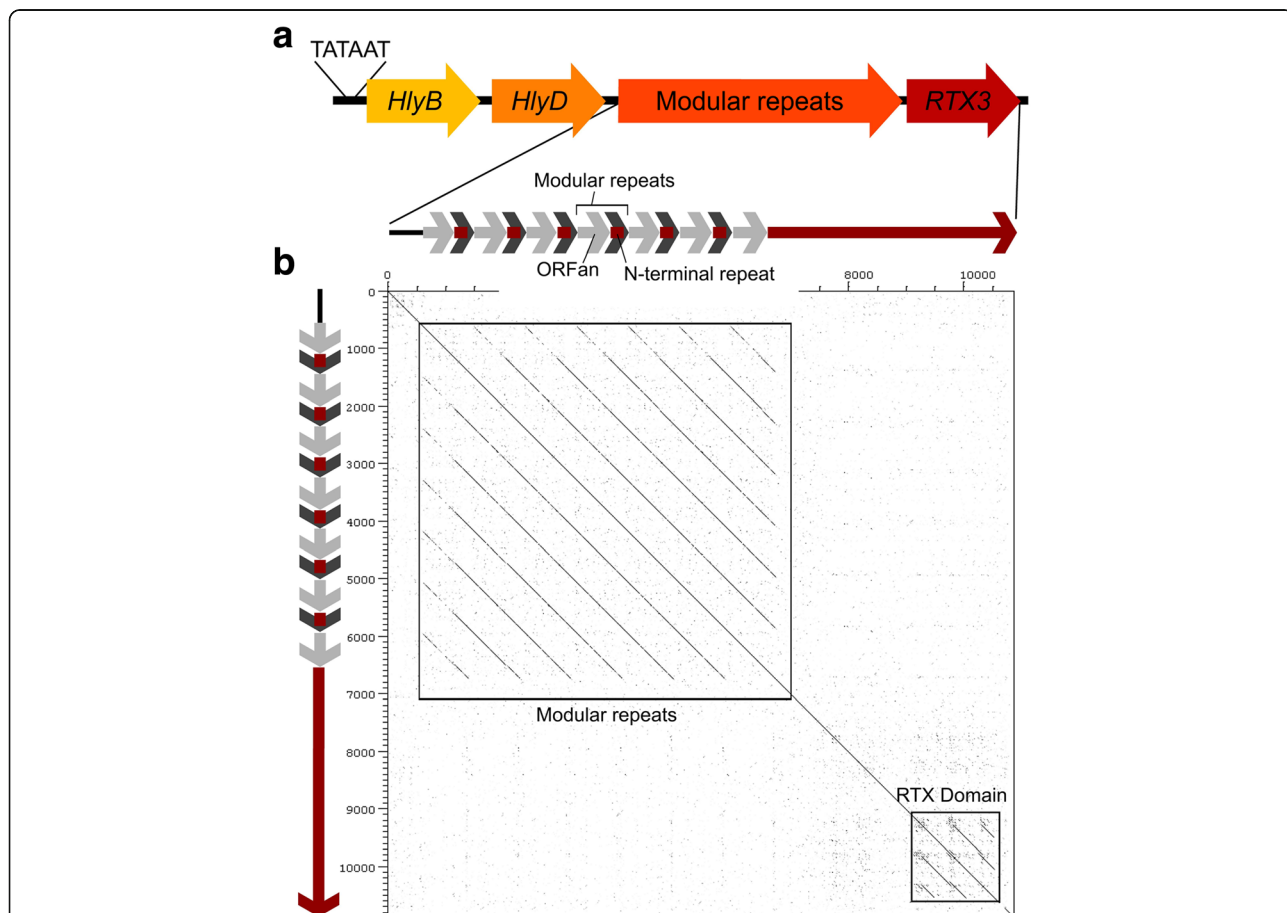 a
TATAAT
HlyB
HlyD
Modular repeats
RTX3
Modular repeats
ORFan
N-terminal repeat
b
0
8000
10000
0
1000
2000
3000
4000
5000
6000
7000
8000
9000
10000
Modular repeats
RTX Domain